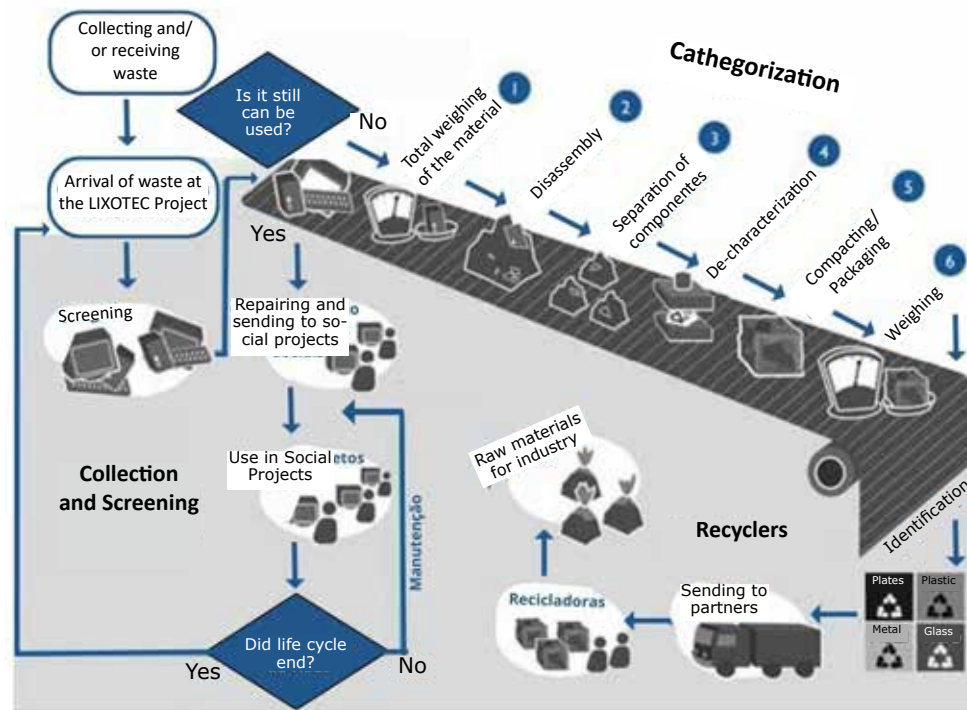 Collecting and/
or receiving
waste
Is it still
can be
used?
No
Yes
Cathegorization
1
Total weighing
of the material
2
Disassembly
3
Separation of
componentes
4
De-characterization
5
Compacting/
Packaging
6
Weighing
Arrival of waste at
the LIXOTEC Project
Screening
Repairing and
sending to so-
cial projects
Use in Social
Projects
Manutenção
Collection
and Screening
Did life cycle
end?
Yes
No
Identification
Plates
Plastic
Metal
Glass
Recyclers
Sending to
partners
Recicladoras
Raw materials
for industry